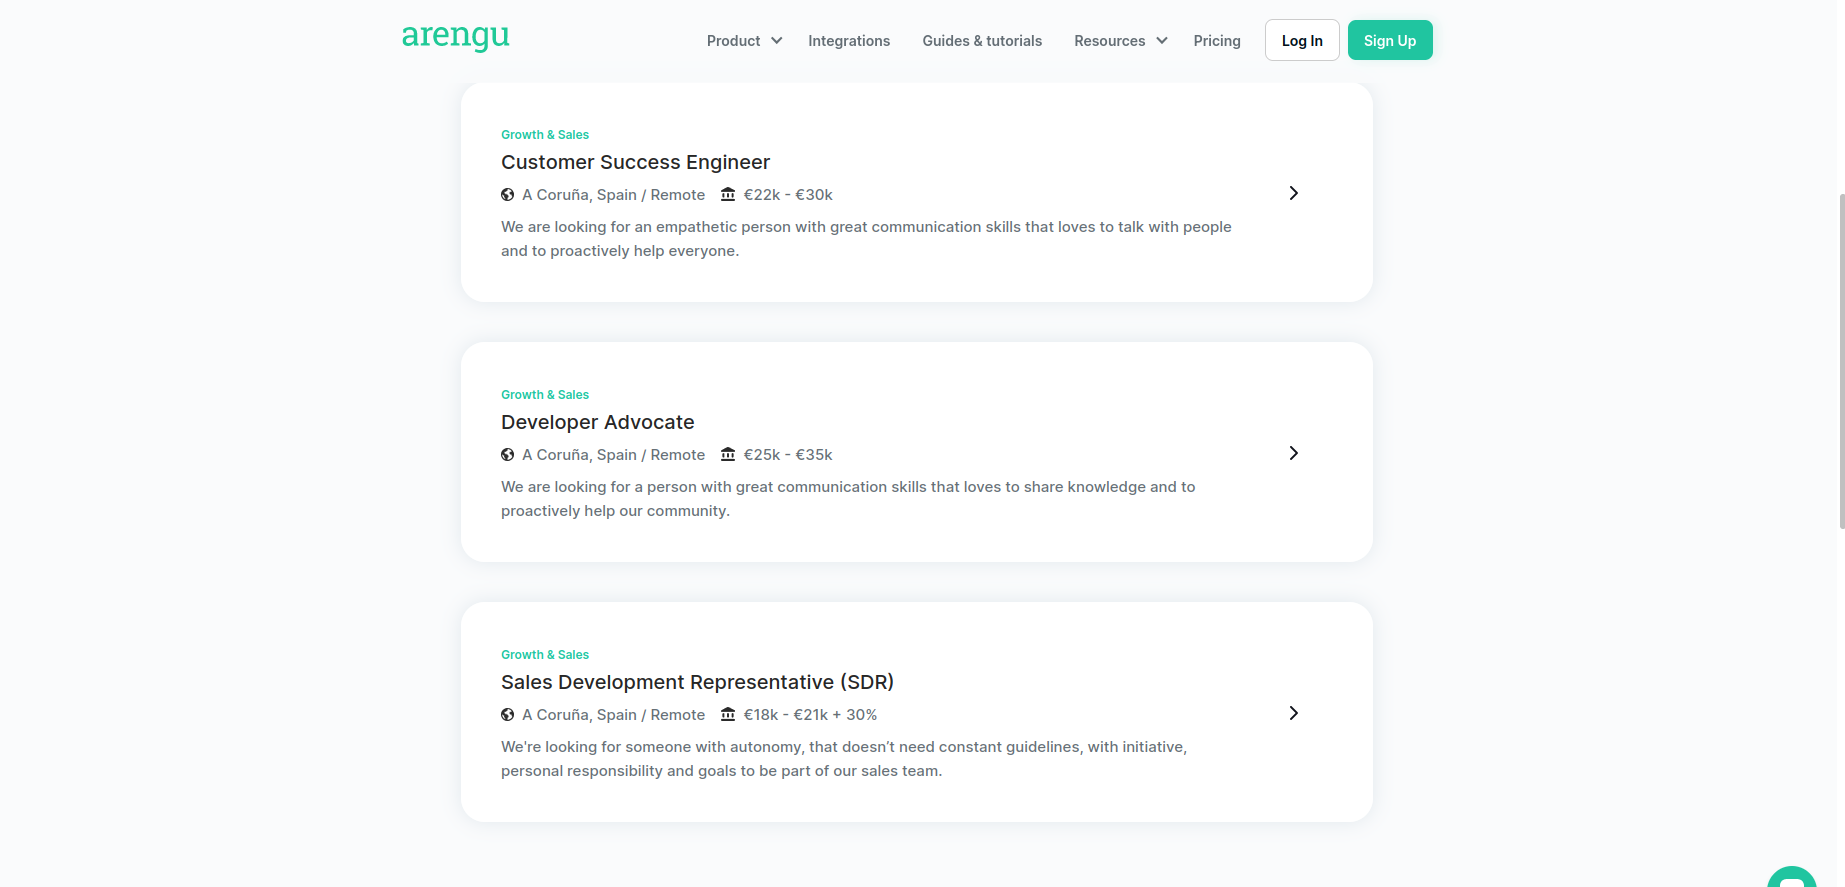 arengu
Product Integrations Guides & tutorials Resources Pricing Log In Sign Up
Growth & Sales
Customer Success Engineer
A Coruña, Spain / Remote €22k - €30k
We are looking for an empathetic person with great communication skills that loves to talk with people
and to proactively help everyone.
Growth & Sales
Developer Advocate
A Coruña, Spain / Remote €25k - €35k
We are looking for a person with great communication skills that loves to share knowledge and to
proactively help our community.
Growth & Sales
Sales Development Representative (SDR)
A Coruña, Spain / Remote €18k - €21k + 30%
We're looking for someone with autonomy, that doesn’t need constant guidelines, with initiative,
personal responsibility and goals to be part of our sales team.